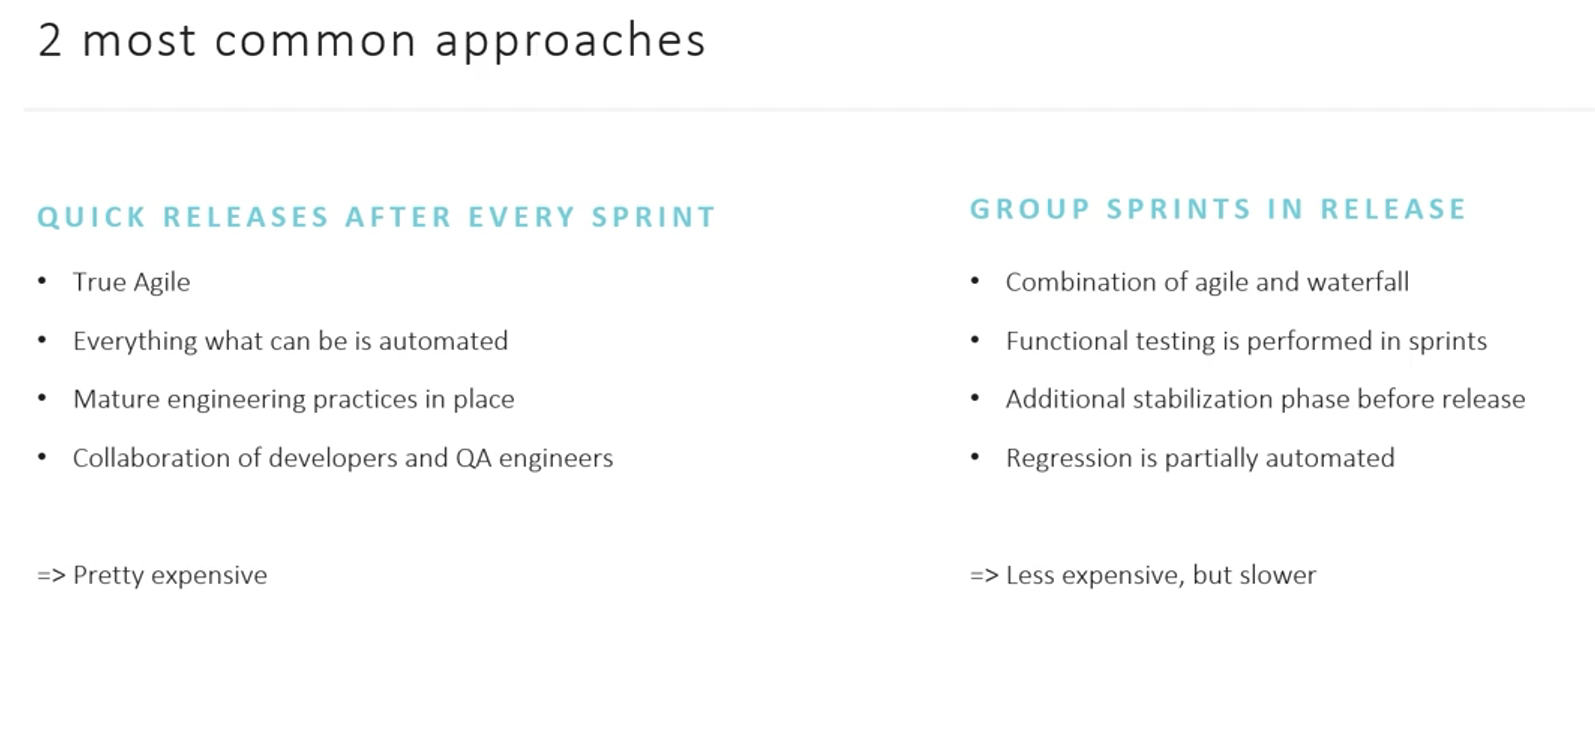 2 most common approaches
QUICK RELEASES AFTER EVERY SPRINT
• True Agile
• Everything what can be is automated
• Mature engineering practices in place
• Collaboration of developers and QA engineers
=> Pretty expensive
GROUP SPRINTS IN RELEASE
• Combination of agile and waterfall
• Functional testing is performed in sprints
• Additional stabilization phase before release
• Regression is partially automated
=> Less expensive, but slower